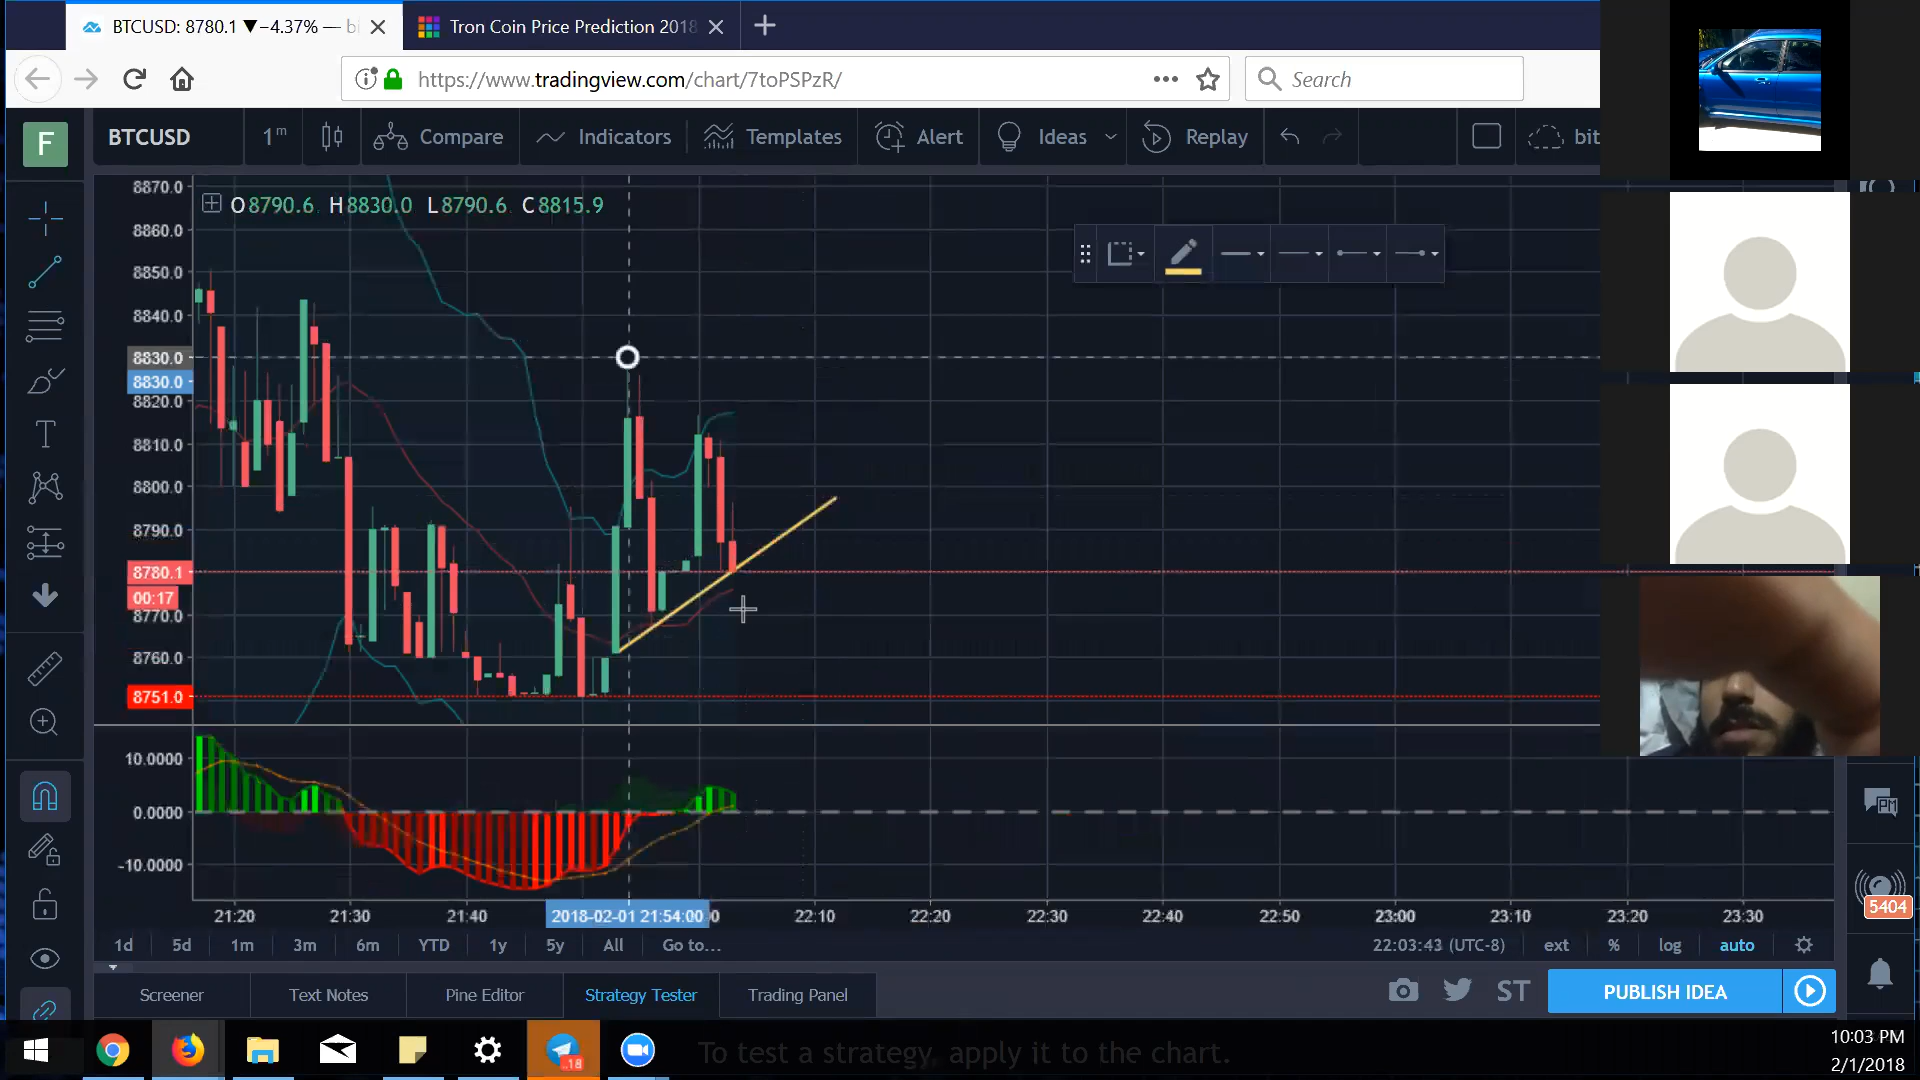 BTCUSD: 8780.1 ▼−4.37% — bi
Tron Coin Price Prediction 2018
https://www.tradingview.com/chart/7toPSPzR/
Search
F
BTCUSD
1m
Compare
Indicators
Templates
Alert
Ideas
Replay
bit
O8790.6 H8830.0 L8790.6 C8815.9
8870.0
8860.0
8850.0
8840.0
8830.0
8830.0
8820.0
8810.0
8800.0
8790.0
8780.1
00:17
8770.0
8760.0
8751.0
10.0000
0.0000
-10.0000
21:20
21:30
21:40
2018-02-01 21:54:00
22:10
22:20
22:30
22:40
22:50
23:00
23:10
23:20
23:30
1d
5d
1m
3m
6m
YTD
1y
5y
All
Go to...
22:03:43 (UTC-8)
ext
%
log
auto
PM
5404
Screener
Text Notes
Pine Editor
Strategy Tester
Trading Panel
ST
PUBLISH IDEA
18
To test a strategy, apply it to the chart.
10:03 PM
2/1/2018